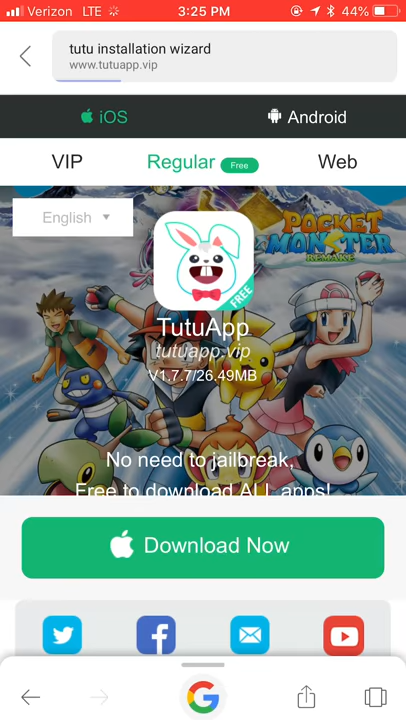 Verizon LTE 3:25 PM 44%
tutu installation wizard
www.tutuapp.vip
iOS Android
VIP Regular Free Web
English
POCKET
MONSTER
REMAKE
FREE
TutuApp
tutuapp.vip
V1.7.7/26.49MB
No need to jailbreak,
Free to download ALL apps!
Download Now